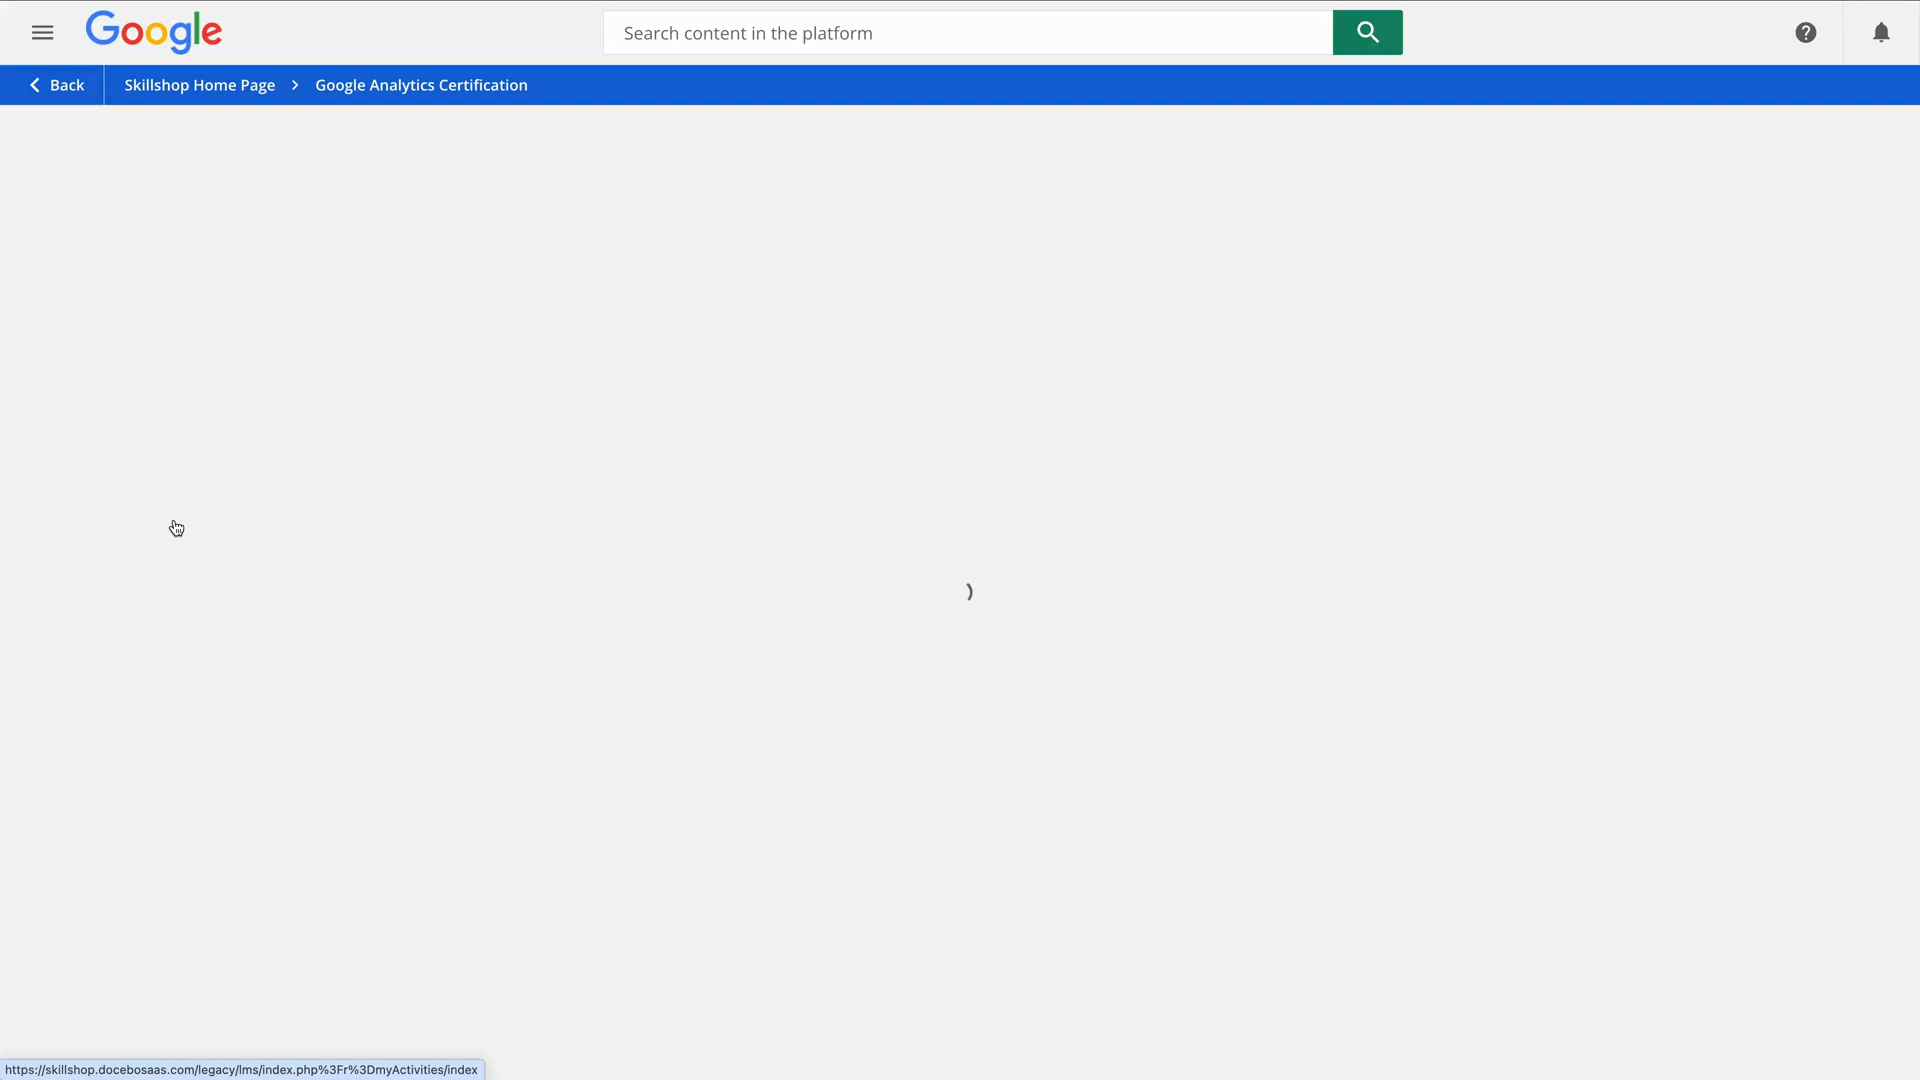 Google
Search content in the platform
Back
Skillshop Home Page
Google Analytics Certification
https://skillshop.docebosaas.com/legacy/lms/index.php%3Fr%3DmyActivities/index